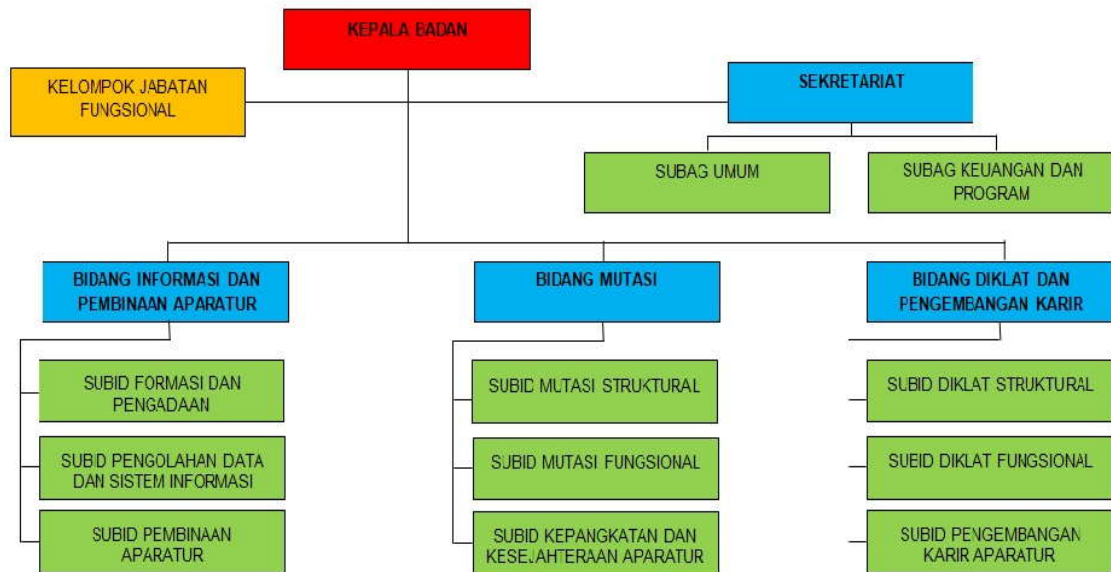 KEPALA BADAN
KELOMPOK JABATAN
FUNGSIONAL
SEKRETARIAT
SUBAG UMUM
SUBAG KEUANGAN DAN
PROGRAM
BIDANG INFORMASI DAN
PEMBINAAN APARATUR
BIDANG MUTASI
BIDANG DIKLAT DAN
PENGEMBANGAN KARIR
SUBID FORMASI DAN
PENGADAAN
SUBID PENGOLAHAN DATA
DAN SISTEM INFORMASI
SUBID PEMBINAAN
APARATUR
SUBID MUTASI STRUKTURAL
SUBID MUTASI FUNGSIONAL
SUBID KEPANGKATAN DAN
KESEJAHTERAAN APARATUR
SUBID DIKLAT STRUKTURAL
SUBID DIKLAT FUNGSIONAL
SUBID PENGEMBANGAN
KARIR APARATUR